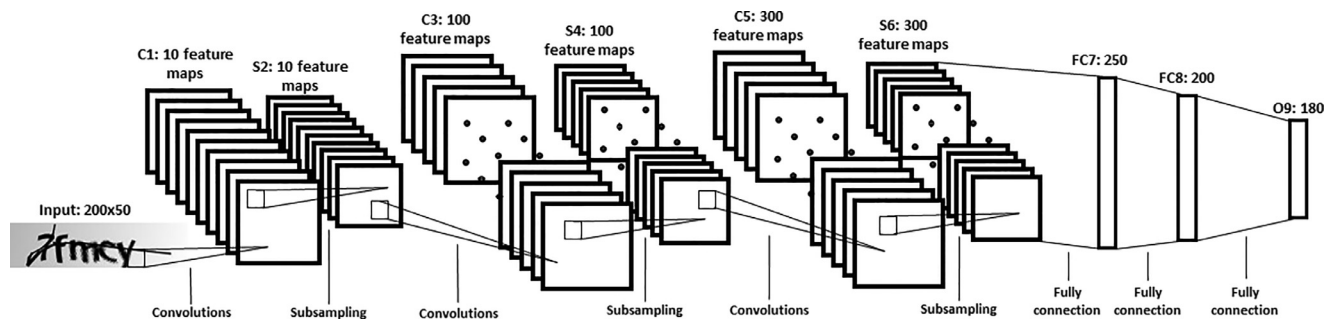 C1: 10 feature maps
S2: 10 feature maps
C3: 100 feature maps
S4: 100 feature maps
C5: 300 feature maps
S6: 300 feature maps
FC7: 250
FC8: 200
O9: 180
Input: 200x50
2fmcy
Convolutions
Subsampling
Convolutions
Subsampling
Convolutions
Subsampling
Fully connection
Fully connection
Fully connection